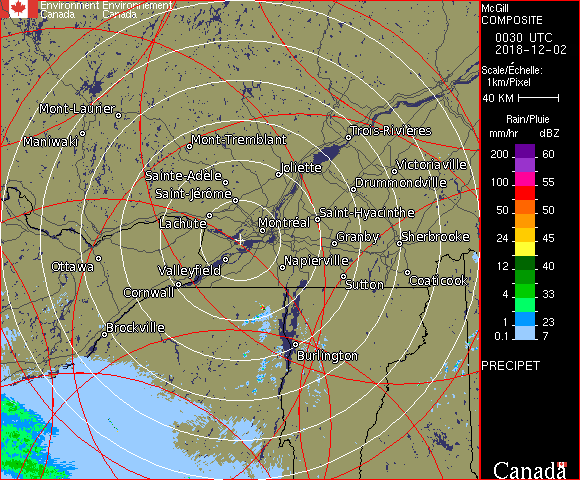 Environment Environnement
Canada Canada
McGill
COMPOSITE
0030 UTC
2018-12-02
Scale/Échelle:
1km/Pixel
40 KM
Rain/Pluie
mm/hr dBZ
200 60
100 55
50 50
24 45
12 40
4 33
1 23
0.1 7
PRECIPET
Mont-Laurier
Maniwaki
Mont-Tremblant
Trois-Rivières
Joliette
Victoriaville
Sainte-Adèle
Drummondville
Saint-Jérôme
Saint-Hyacinthe
Lachute
Montréal
Granby
Sherbrooke
Ottawa
Valleyfield
Napierville
Sutton
Coaticook
Cornwall
Brockville
Burlington
Canada